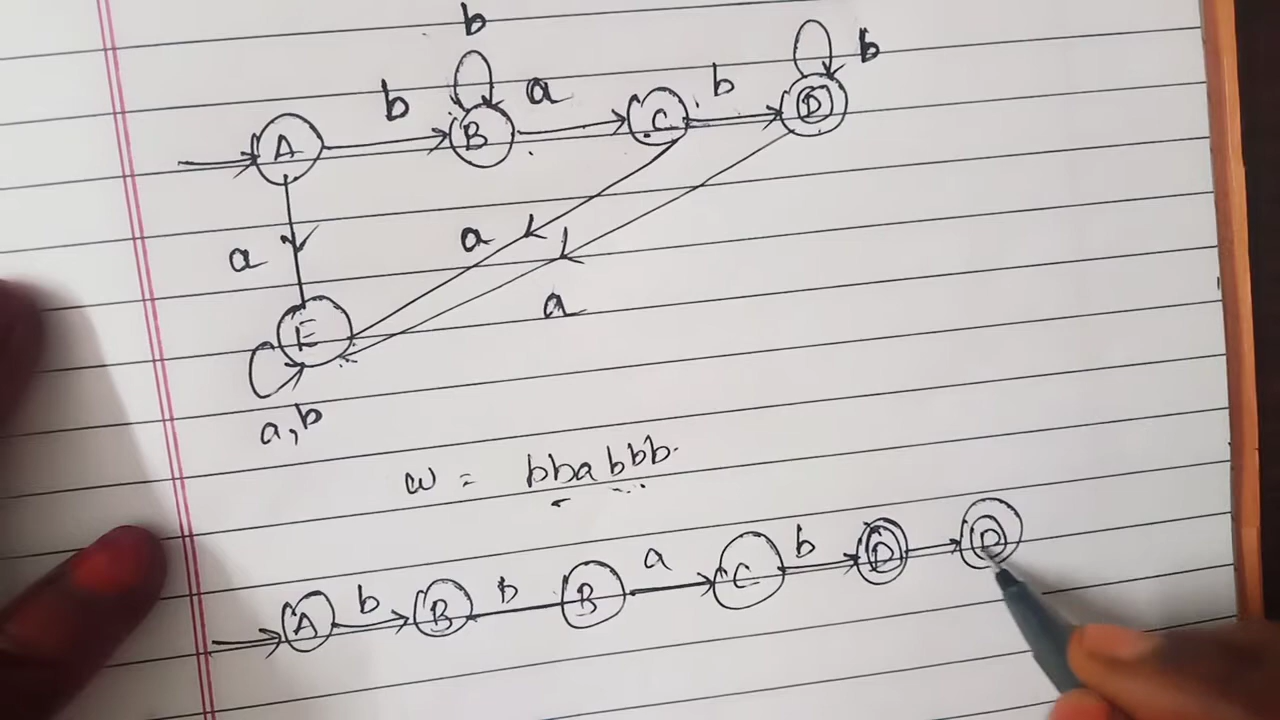 b
b
b a b
A B C D
a a
a
E
a,b
w = bbabbb.
b b a b
A B B C D D